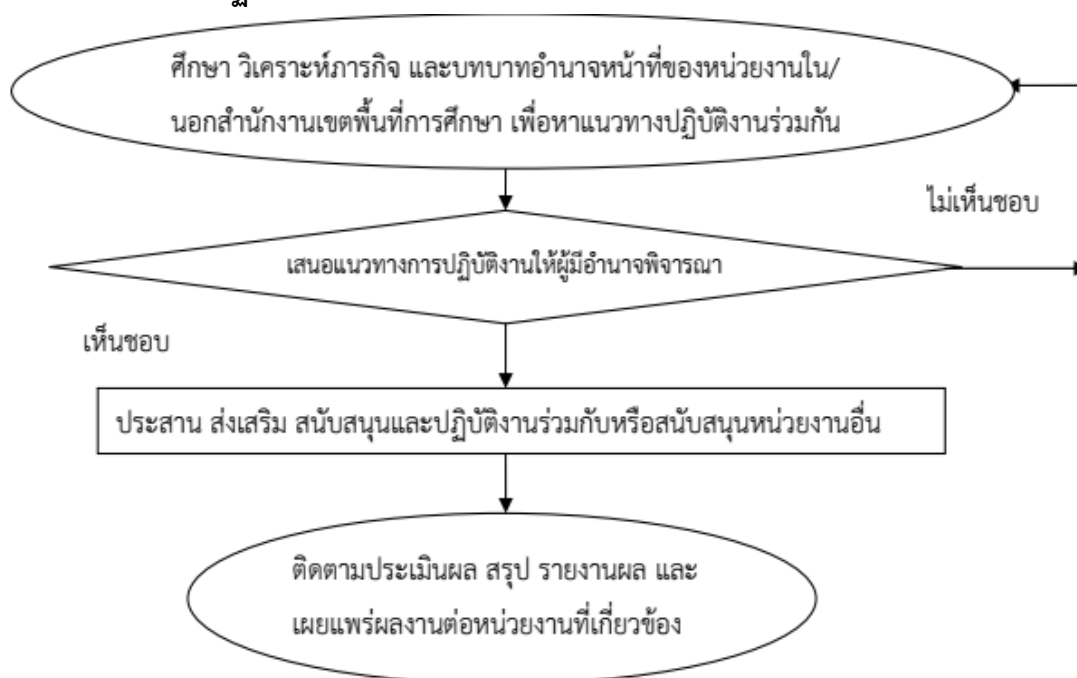 ศึกษา วิเคราะห์ภารกิจ และบทบาทอำนาจหน้าที่ของหน่วยงานใน/
นอกสำนักงานเขตพื้นที่การศึกษา เพื่อหาแนวทางปฏิบัติงานร่วมกัน
ไม่เห็นชอบ
เสนอแนวทางการปฏิบัติงานให้ผู้มีอำนาจพิจารณา
เห็นชอบ
ประสาน ส่งเสริม สนับสนุนและปฏิบัติงานร่วมกับหรือสนับสนุนหน่วยงานอื่น
ติดตามประเมินผล สรุป รายงานผล และ
เผยแพร่ผลงานต่อหน่วยงานที่เกี่ยวข้อง